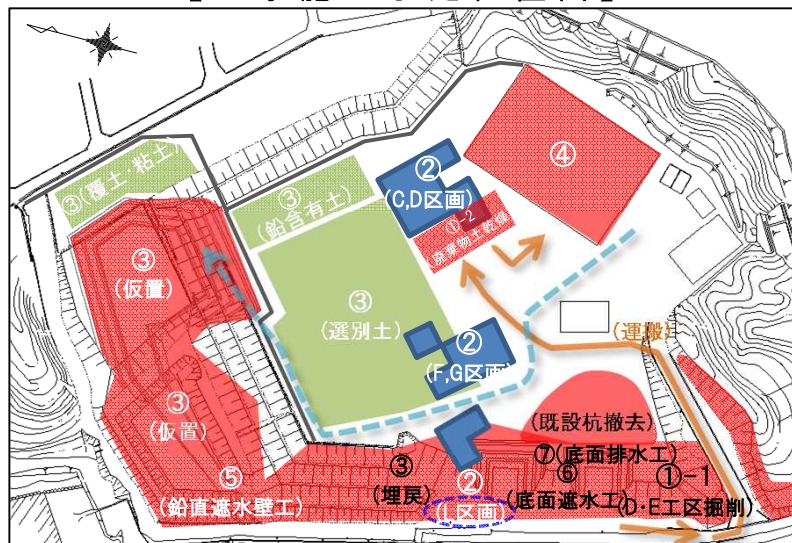 ④
②
(C,D区画)
③(覆土・粘土)
③
(鉛含有土)
①-2
廃棄物土乾燥
③
(仮置)
③
(選別土)
②
(F,G区画)
(運搬)
③
(仮置)
(既設杭撤去)
⑦(底面排水工)
⑤
(鉛直遮水壁工)
③
(埋戻)
②
(L区画)
⑥
(底面遮水工)
①-1
(D・E工区掘削)